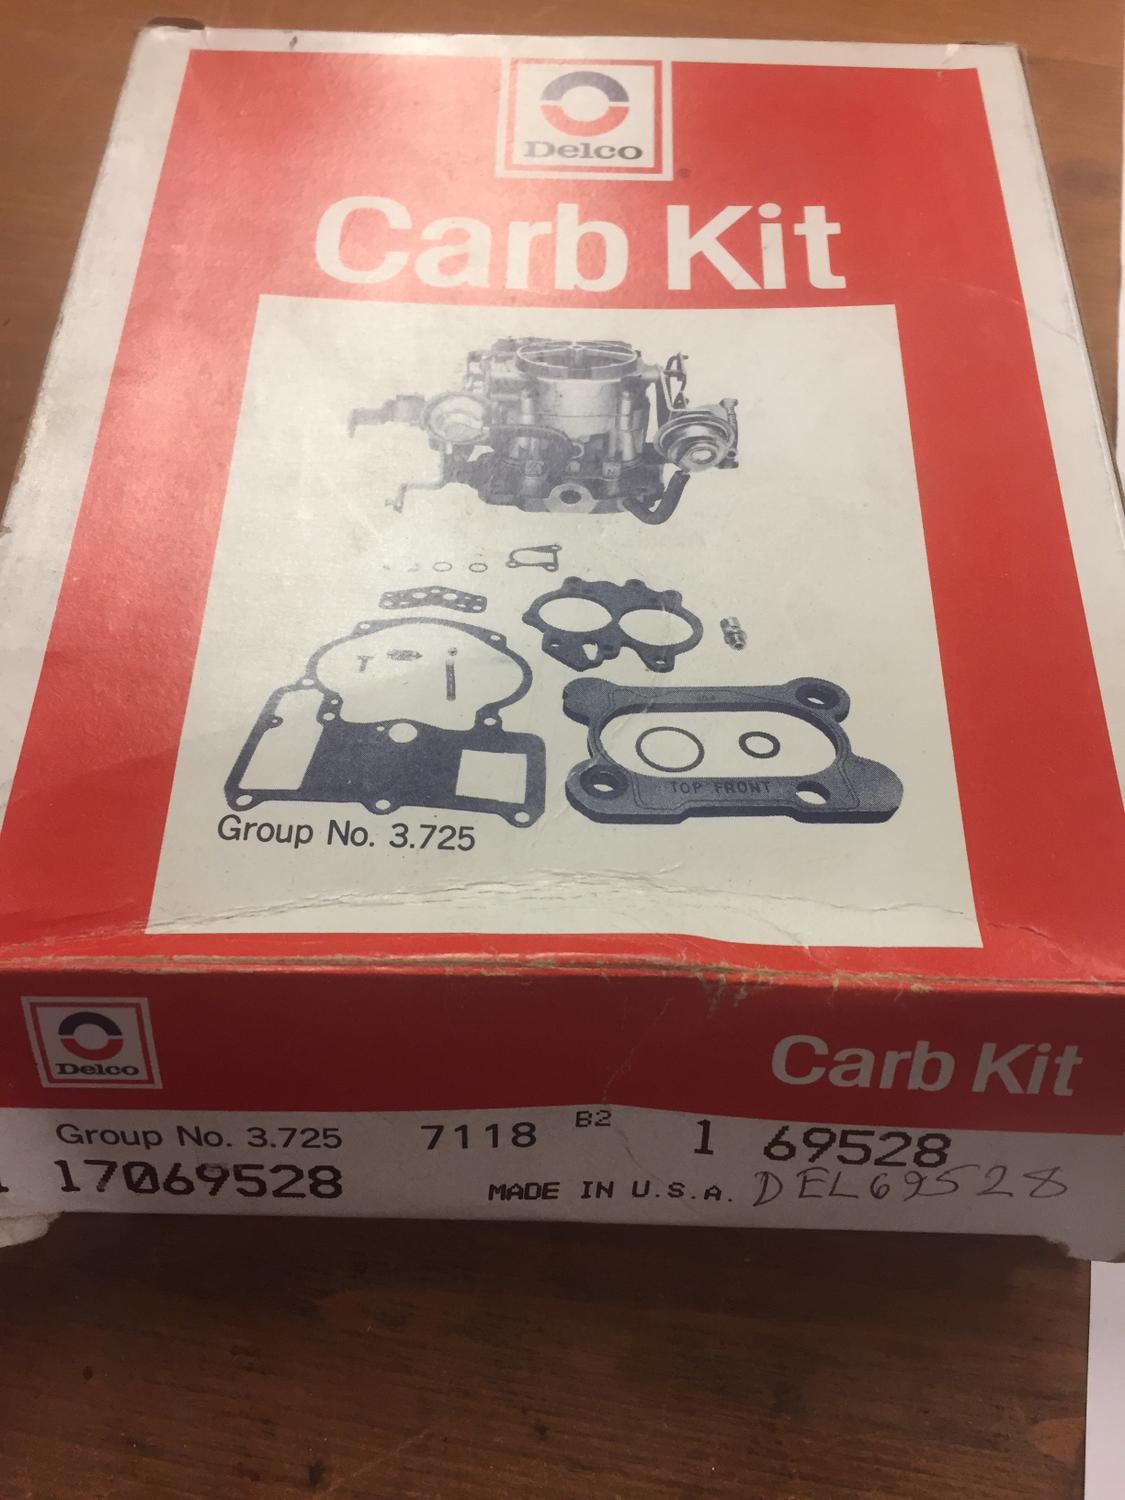 Delco
Carb Kit
TOP FRONT
Group No. 3.725
Delco
Carb Kit
Group No. 3.725 7118 B2 1 69528
17069528 MADE IN U.S.A. DEL69528